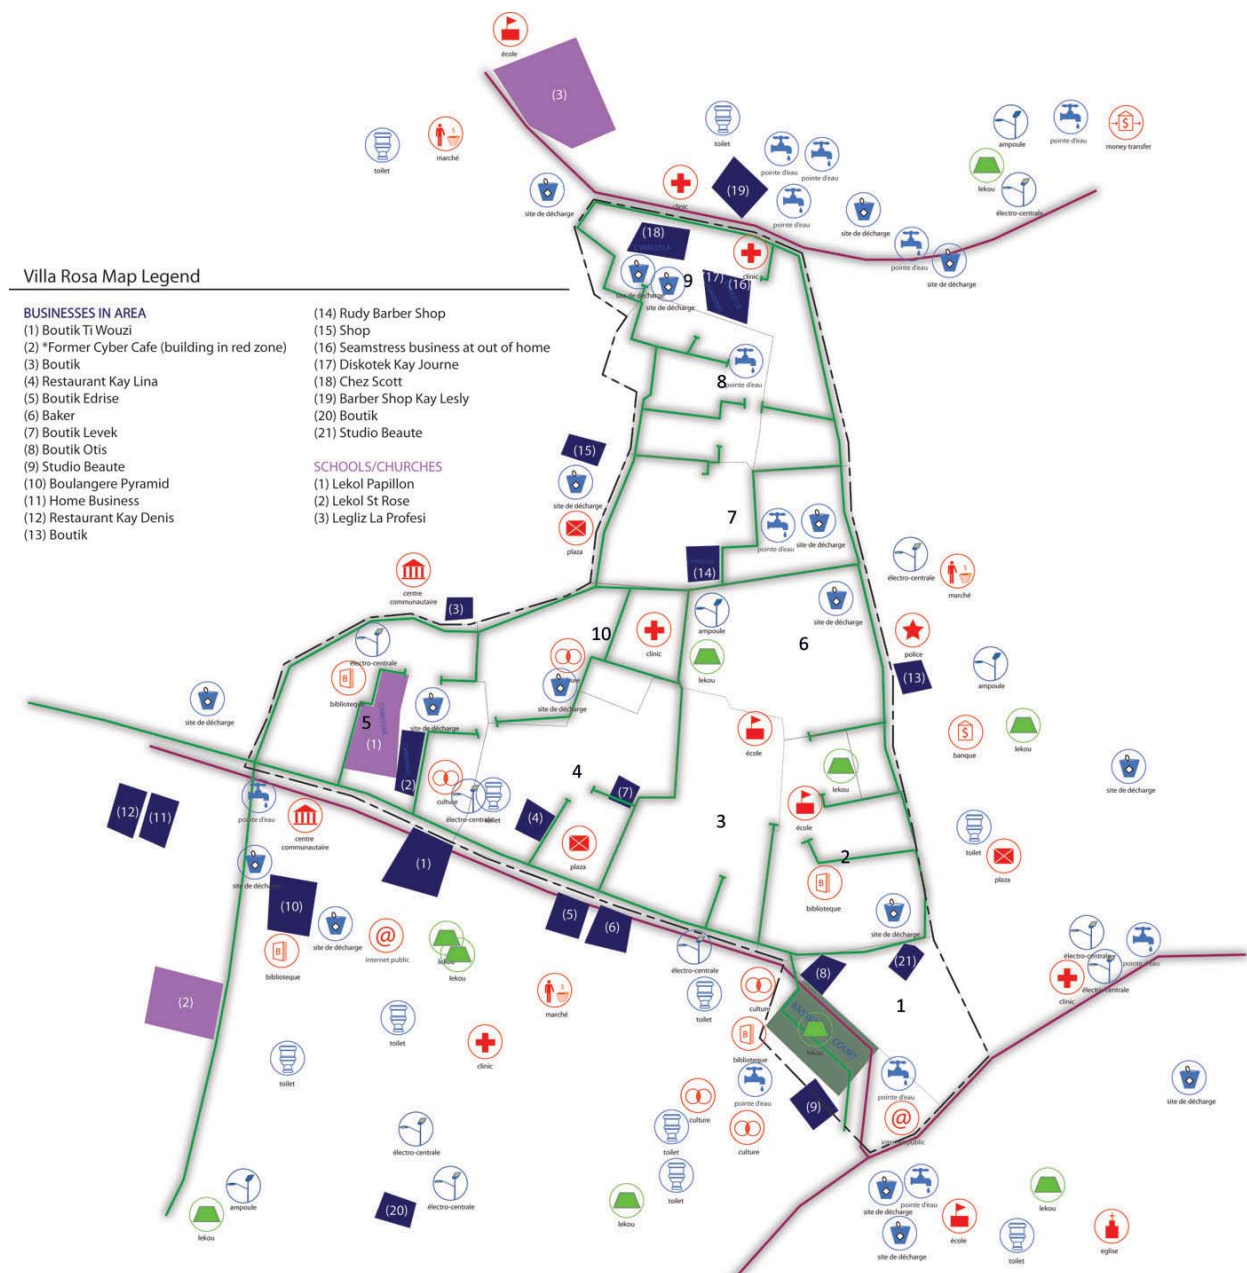 école
(3)
toilet
marché
toilet
pointe d'eau
pointe d'eau
ampoule
pointe d'eau
money transfer
lekou
électro-centrale
site de décharge
clinic
(19)
pointe d'eau
site de décharge
pointe d'eau
site de décharge
(18)
clinic
9
(17)
(16)
site de décharge
site de décharge
Villa Rosa Map Legend
BUSINESSES IN AREA
(1) Boutik Ti Wouzi
(2) *Former Cyber Cafe (building in red zone)
(3) Boutik
(4) Restaurant Kay Lina
(5) Boutik Edrise
(6) Baker
(7) Boutik Levek
(8) Boutik Otis
(9) Studio Beaute
(10) Boulangere Pyramid
(11) Home Business
(12) Restaurant Kay Denis
(13) Boutik
(14) Rudy Barber Shop
(15) Shop
(16) Seamstress business at out of home
(17) Diskotek Kay Journe
(18) Chez Scott
(19) Barber Shop Kay Lesly
(20) Boutik
(21) Studio Beaute
SCHOOLS/CHURCHES
(1) Lekol Papillon
(2) Lekol St Rose
(3) Legliz La Profesi
8
pointe d'eau
(15)
site de décharge
plaza
7
pointe d'eau
site de décharge
(14)
électro-centrale
marché
centre
communautaire
(3)
électro-centrale
biblioteque
10
culture
site de décharge
clinic
ampoule
lekou
6
site de décharge
police
(13)
ampoule
banque
lekou
site de décharge
site de décharge
5
(1)
(2)
site de décharge
culture
électro-centrale
toilet
4
(7)
(4)
plaza
école
3
lekou
école
2
biblioteque
site de décharge
toilet
plaza
(12)
(11)
pointe d'eau
centre
communautaire
(1)
site de décharge
(10)
site de décharge
biblioteque
internet public
lekou
lekou
(5)
(6)
électro-centrale
toilet
culture
(8)
(21)
1
électro-centrale
pointe d'eau
électro-centrale
clinic
(2)
toilet
toilet
clinic
marché
biblioteque
lekou
COURT
pointe d'eau
(9)
pointe d'eau
internet public
site de décharge
culture
culture
toilet
toilet
électro-centrale
électro-centrale
(20)
ampoule
lekou
lekou
site de décharge
pointe d'eau
site de décharge
école
toilet
lekou
eglise